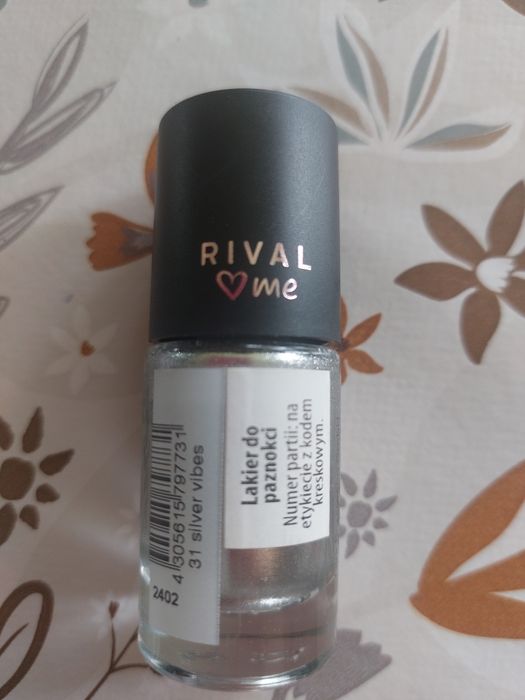 RIVAL
♡me
Lakier do
paznokci
Numer partii: na
etykiecie z kodem
kreskowym.
4 305615 797731
31 silver vibes
2402